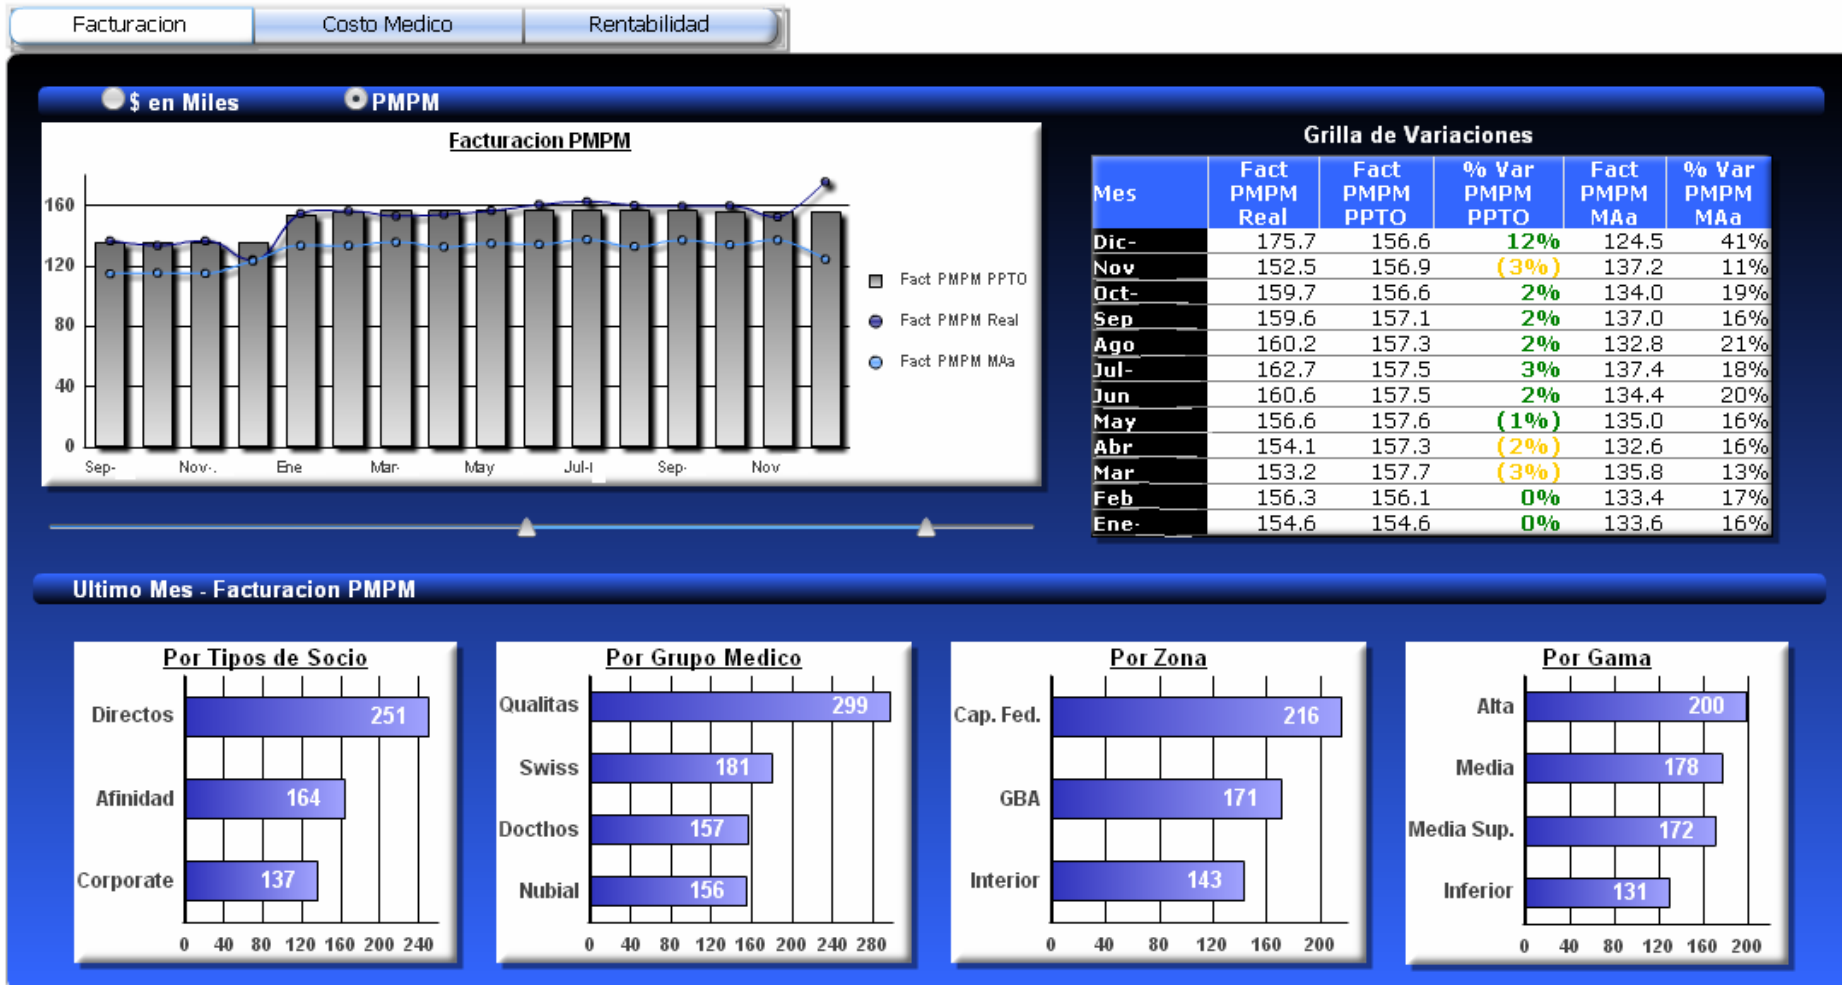 Facturacion Costo Medico Rentabilidad
$ en Miles PMPM
Facturacion PMPM
160
120
80
40
0
Sep- Nov-. Ene Mar- May Jul-I Sep- Nov
Fact PMPM PPTO
Fact PMPM Real
Fact PMPM MAa
Grilla de Variaciones
Mes Fact PMPM Real Fact PMPM PPTO % Var PMPM PPTO Fact PMPM MAa % Var PMPM MAa
Dic- 175.7 156.6 12% 124.5 41%
Nov 152.5 156.9 (3%) 137.2 11%
Oct- 159.7 156.6 2% 134.0 19%
Sep 159.6 157.1 2% 137.0 16%
Ago 160.2 157.3 2% 132.8 21%
Jul- 162.7 157.5 3% 137.4 18%
Jun 160.6 157.5 2% 134.4 20%
May 156.6 157.6 (1%) 135.0 16%
Abr 154.1 157.3 (2%) 132.6 16%
Mar 153.2 157.7 (3%) 135.8 13%
Feb 156.3 156.1 0% 133.4 17%
Ene- 154.6 154.6 0% 133.6 16%
Ultimo Mes - Facturacion PMPM
Por Tipos de Socio
Directos 251
Afinidad 164
Corporate 137
0 40 80 120 160 200 240
Por Grupo Medico
Qualitas 299
Swiss 181
Docthos 157
Nubial 156
0 40 80 120 160 200 240 280
Por Zona
Cap. Fed. 216
GBA 171
Interior 143
0 40 80 120 160 200
Por Gama
Alta 200
Media 178
Media Sup. 172
Inferior 131
0 40 80 120 160 200